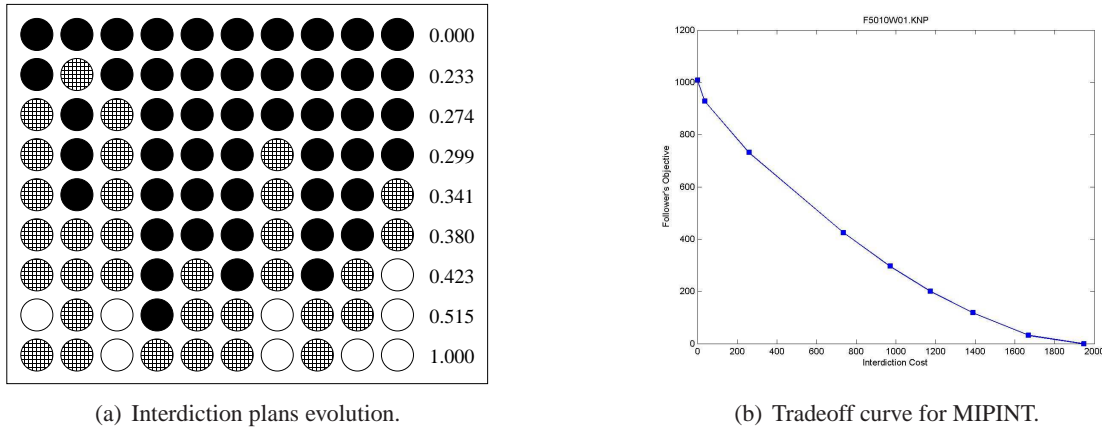 0.000
0.233
0.274
0.299
0.341
0.380
0.423
0.515
1.000
(a) Interdiction plans evolution.
F5010W01.KNP
1200
1000
800
600
400
200
0
Follower's Objective
0 200 400 600 800 1000 1200 1400 1600 1800 2000
Interdiction Cost
(b) Tradeoff curve for MIPINT.